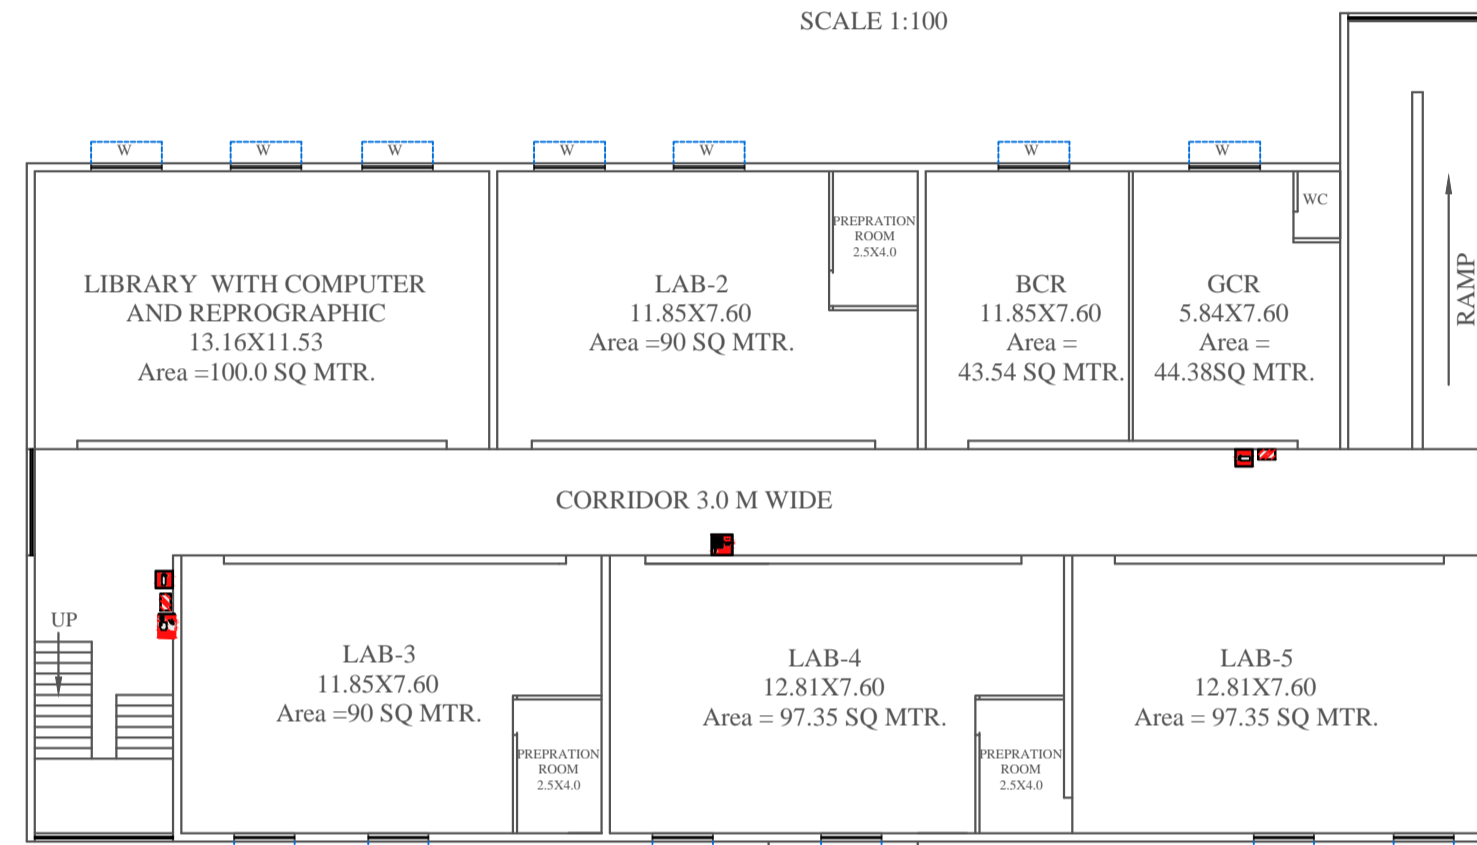 SCALE 1:100
W
W
W
W
W
W
W
LIBRARY WITH COMPUTER
AND REPROGRAPHIC
13.16X11.53
Area =100.0 SQ MTR.
LAB-2
11.85X7.60
Area =90 SQ MTR.
PREPRATION
ROOM
2.5X4.0
BCR
11.85X7.60
Area =
43.54 SQ MTR.
GCR
5.84X7.60
Area =
44.38SQ MTR.
WC
RAMP
CORRIDOR 3.0 M WIDE
UP
LAB-3
11.85X7.60
Area =90 SQ MTR.
PREPRATION
ROOM
2.5X4.0
LAB-4
12.81X7.60
Area = 97.35 SQ MTR.
PREPRATION
ROOM
2.5X4.0
LAB-5
12.81X7.60
Area = 97.35 SQ MTR.